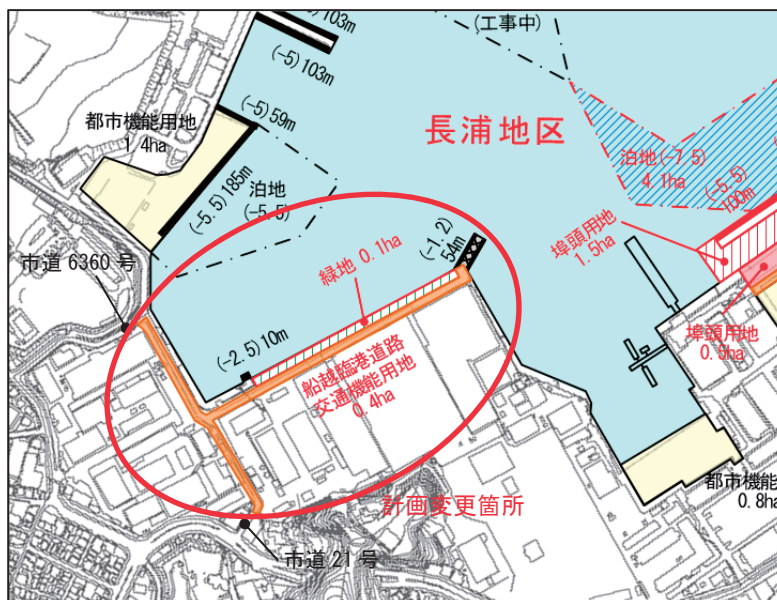 (-5)103m
(工事中)
(-5)103m
(-5)59m
都市機能用地
1.4ha
長浦地区
(-5.5)185m
泊地
(-5.5)
泊地(-7.5)
4.1ha
(-5.5)
100m
(-1.2)
54m
埠頭用地
1.5ha
市道 6360 号
緑地 0.1ha
埠頭用地
0.5ha
(-2.5)10m
船越臨港道路
交通機能用地
0.4ha
計画変更箇所
都市機能
0.8ha
市道 21 号